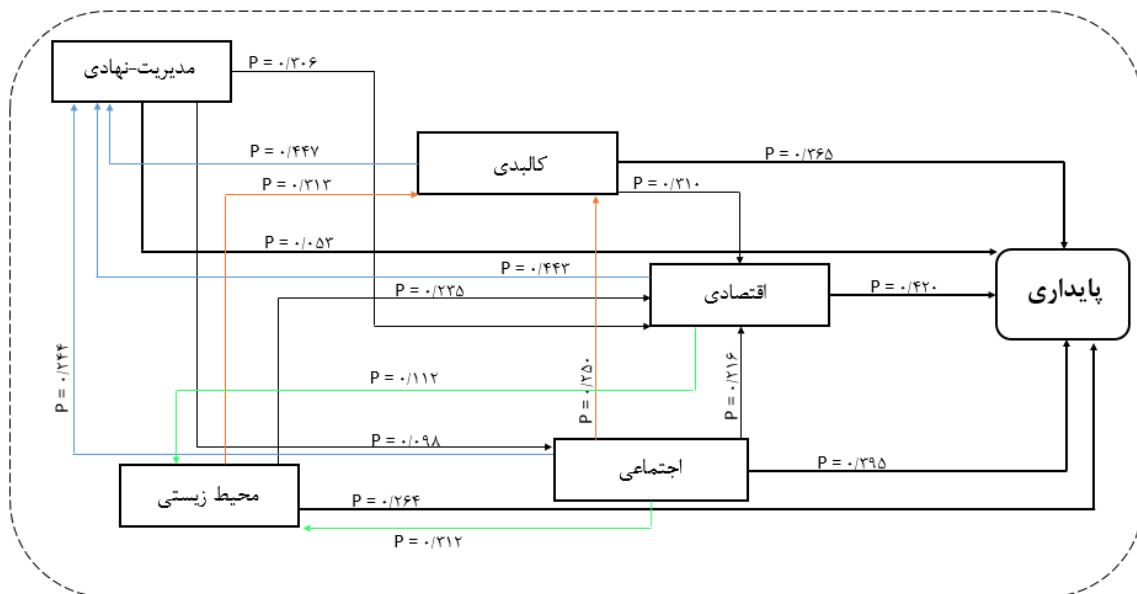 مدیریت-نهادی
P = ۰/۳۰۶
کالبدی
P = ۰/۴۴۷
P = ۰/۳۶۵
P = ۰/۳۱۳
P = ۰/۳۱۰
P = ۰/۰۵۳
P = ۰/۴۴۳
اقتصادی
پایداری
P = ۰/۲۳۵
P = ۰/۴۲۰
P = ۰/۲۴۴
P = ۰/۱۱۲
P = ۰/۲۵۰
P = ۰/۲۱۶
P = ۰/۰۹۸
اجتماعی
P = ۰/۳۹۵
محیط زیستی
P = ۰/۲۶۴
P = ۰/۳۱۲